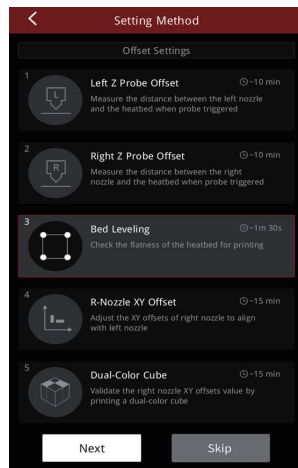 Setting Method
Offset Settings
1
L
Left Z Probe Offset
~10 min
Measure the distance between the left nozzle
and the heatbed when probe triggered
2
R
Right Z Probe Offset
~10 min
Measure the distance between the right
nozzle and the heatbed when probe triggered
3
Bed Leveling
~1m 30s
Check the flatness of the heatbed for printing
4
R-Nozzle XY Offset
~15 min
Adjust the XY offsets of right nozzle to align
with left nozzle
5
Dual-Color Cube
~15 min
Validate the right nozzle XY offsets value by
printing a dual-color cube
Next
Skip